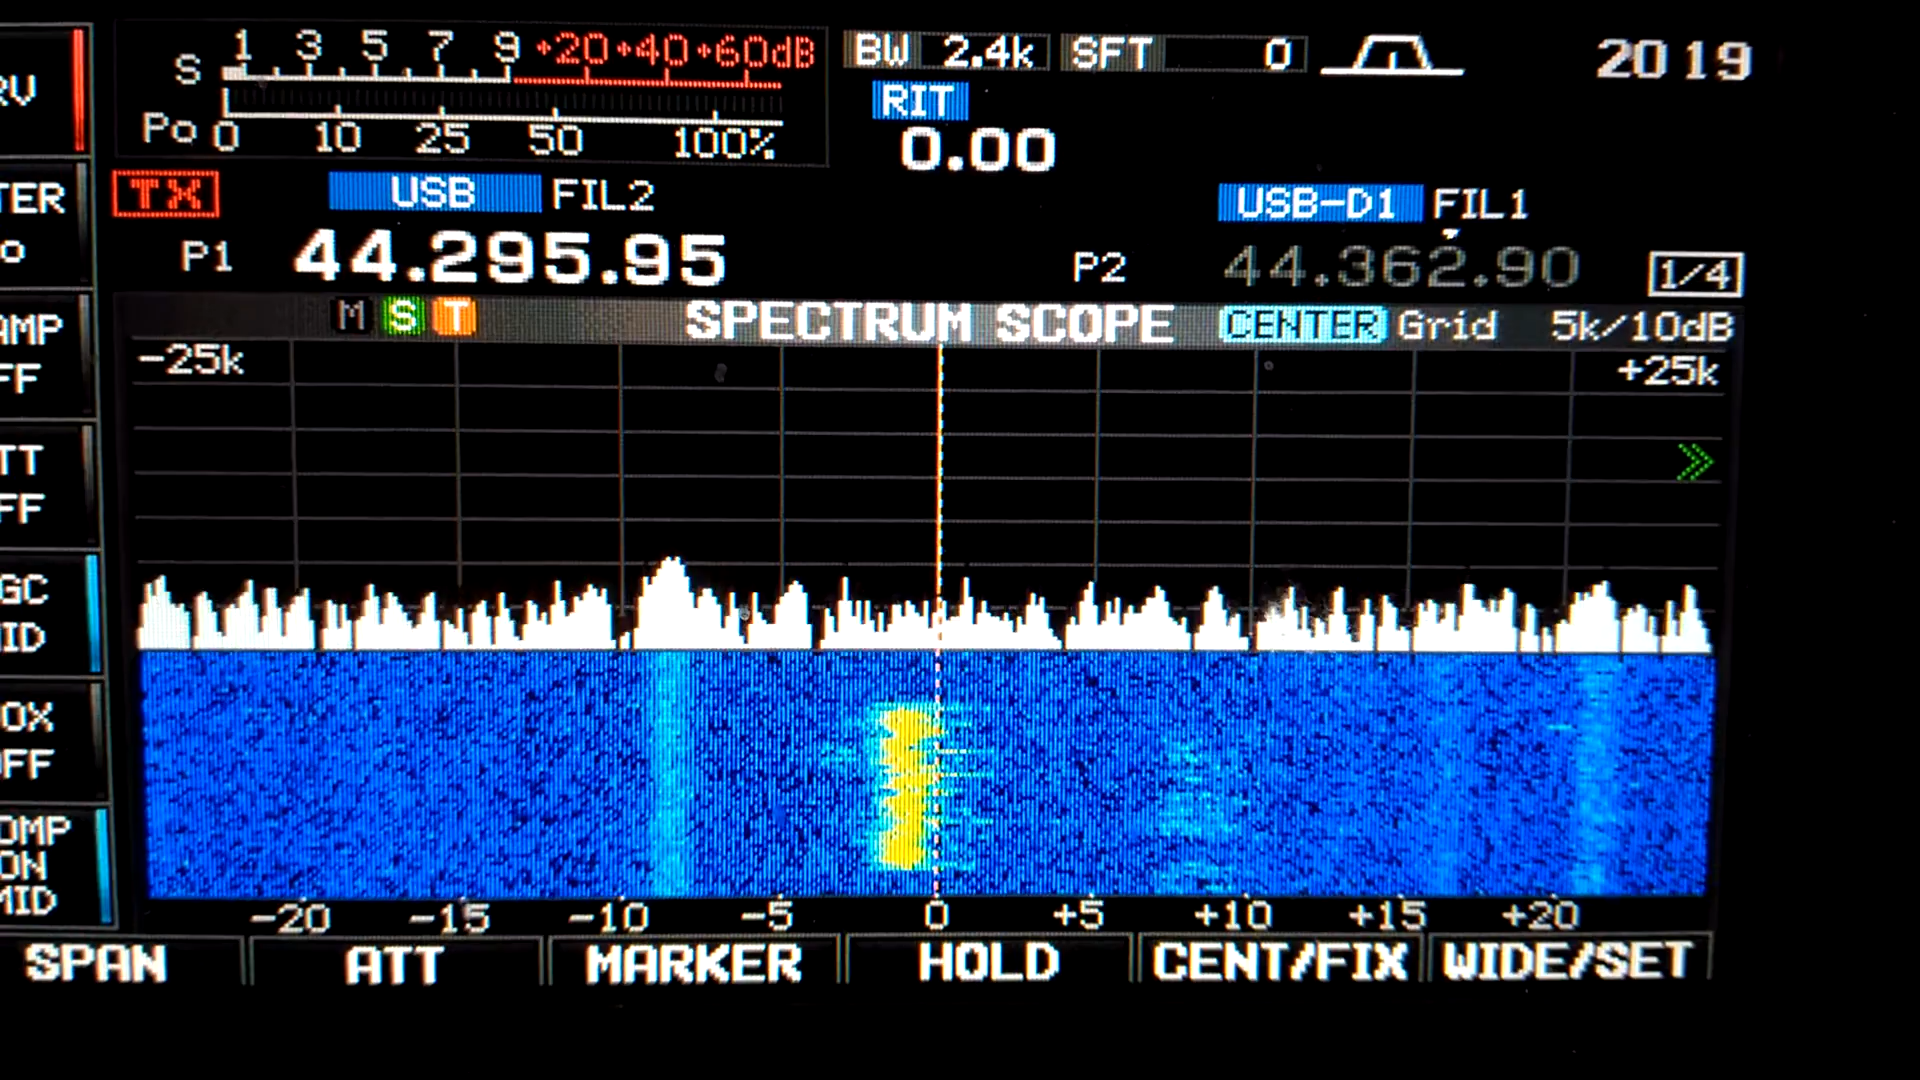 S 1 3 5 7 9 +20+40+60dB
Po 0 10 25 50 100%
BW 2.4k SFT 0
2019
RIT
0.00
TX USB FIL2
USB-D1 FIL1
P1 44.295.95
P2 44.362.90 1/4
M S T SPECTRUM SCOPE CENTER Grid 5k/10dB
-25k +25k
-20 -15 -10 -5 0 +5 +10 +15 +20
SPAN ATT MARKER HOLD CENT/FIX WIDE/SET
RV
TER
O
AMP
FF
TT
FF
GC
ID
OX
OFF
OMP
ON
MID